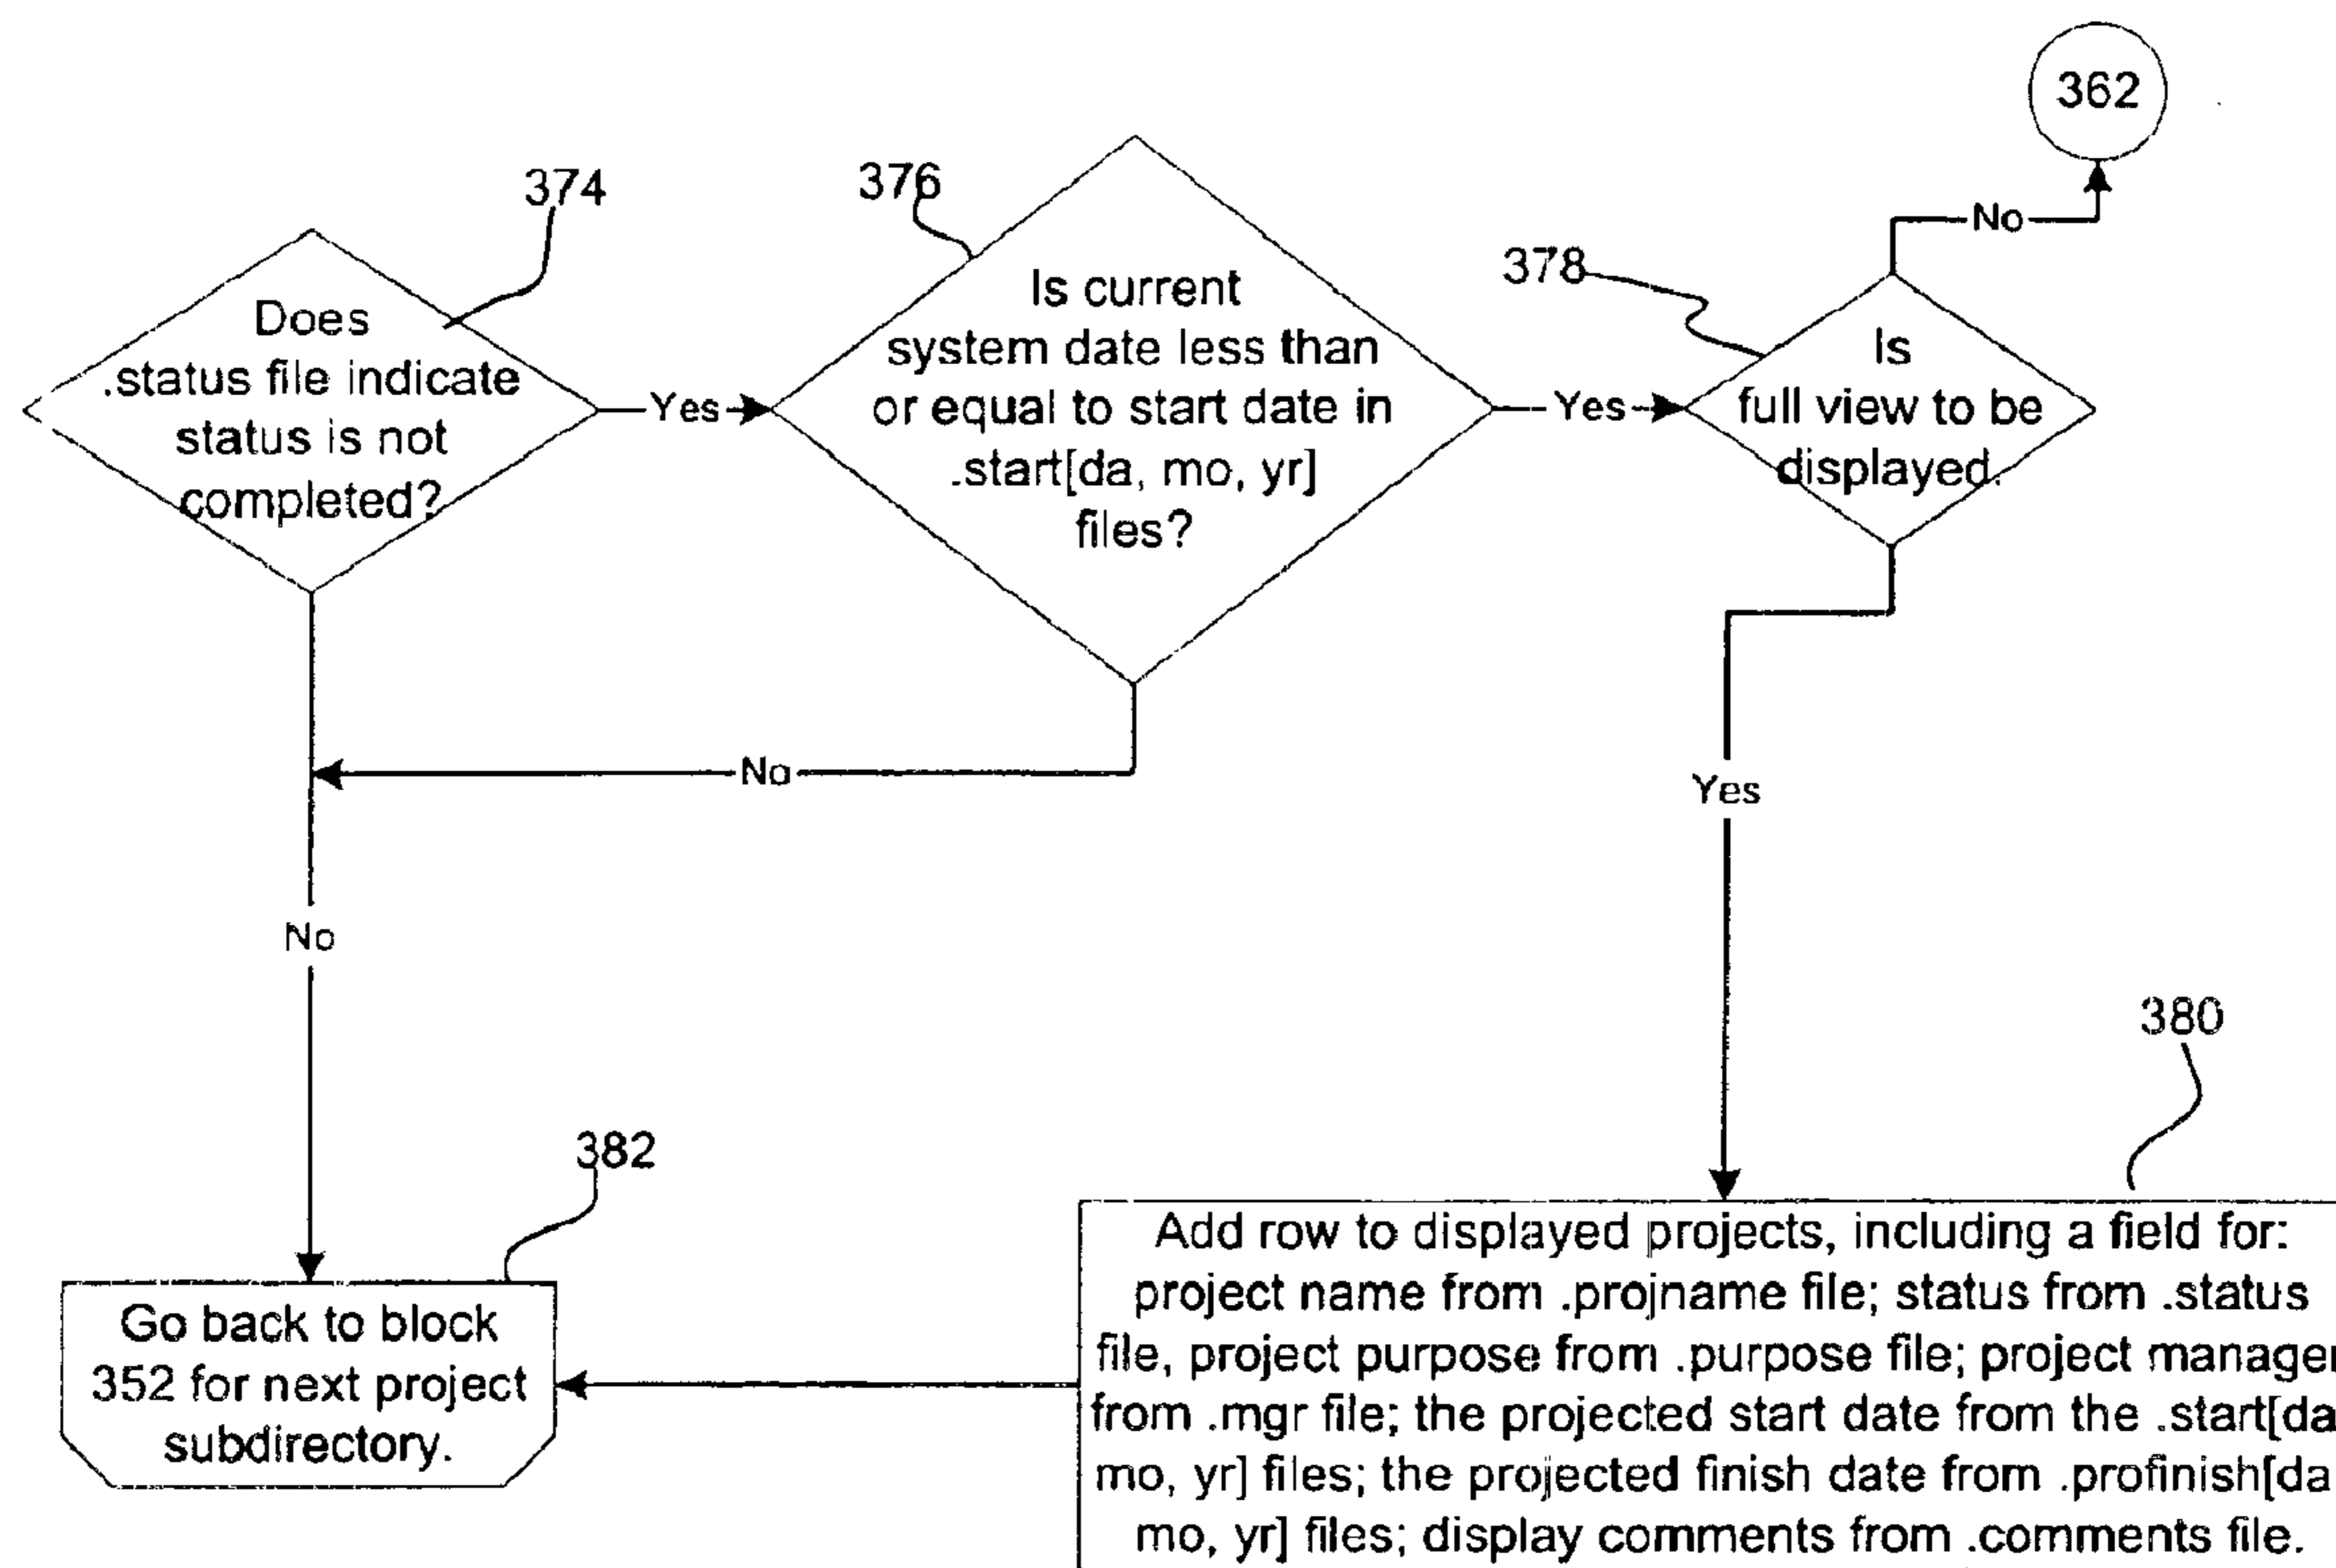 362
374
376
378
No
Does
.status file indicate
status is not
completed?
Yes
Is current
system date less than
or equal to start date in
.start[da, mo, yr]
files?
Yes
Is
full view to be
displayed.
No
Yes
No
380
382
Go back to block
352 for next project
subdirectory.
Add row to displayed projects, including a field for:
project name from .projname file; status from .status
file, project purpose from .purpose file; project manager
from .mgr file; the projected start date from the .start[da
mo, yr] files; the projected finish date from .profinish[da
mo, yr] files; display comments from .comments file.